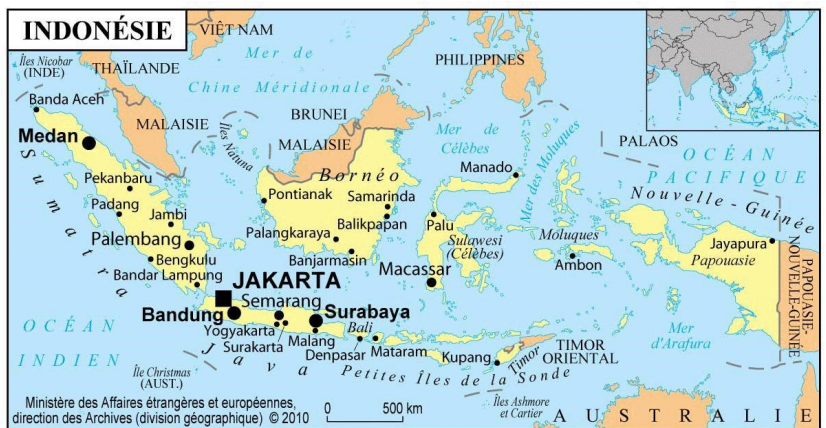 INDONÉSIE
VIÊT NAM
Îles Nicobar
(INDE)
THAÏLANDE
Mer de
Chine Méridionale
PHILIPPINES
Banda Aceh
MALAISIE
BRUNEI
MALAISIE
Îles Natuna
Mer de
Célèbes
Mer des Moluques
PALAOS
OCÉAN
PACIFIQUE
Medan
Sumatra
Pekanbaru
Padang
Jambi
Palembang
Bengkulu
Bandar Lampung
Bornéo
Pontianak
Samarinda
Balikpapan
Palangkaraya
Banjarmasin
Manado
Palu
Sulawesi
(Célèbes)
Macassar
Moluques
Ambon
Nouvelle-Guinée
Jayapura
Papouasie
PAPOUASIE-
NOUVELLE-GUINÉE
JAKARTA
Semarang
Bandung
Surabaya
Yogyakarta
Surakarta
Malang
Bali
Denpasar
Mataram
Kupang
Timor
TIMOR
ORIENTAL
Mer
d'Arafura
OCÉAN
INDIEN
Java
Petites Îles de la Sonde
Île Christmas
(AUST.)
Îles Ashmore
et Cartier
AUSTRALIE
Ministère des Affaires étrangères et européennes,
direction des Archives (division géographique) © 2010
0 500 km